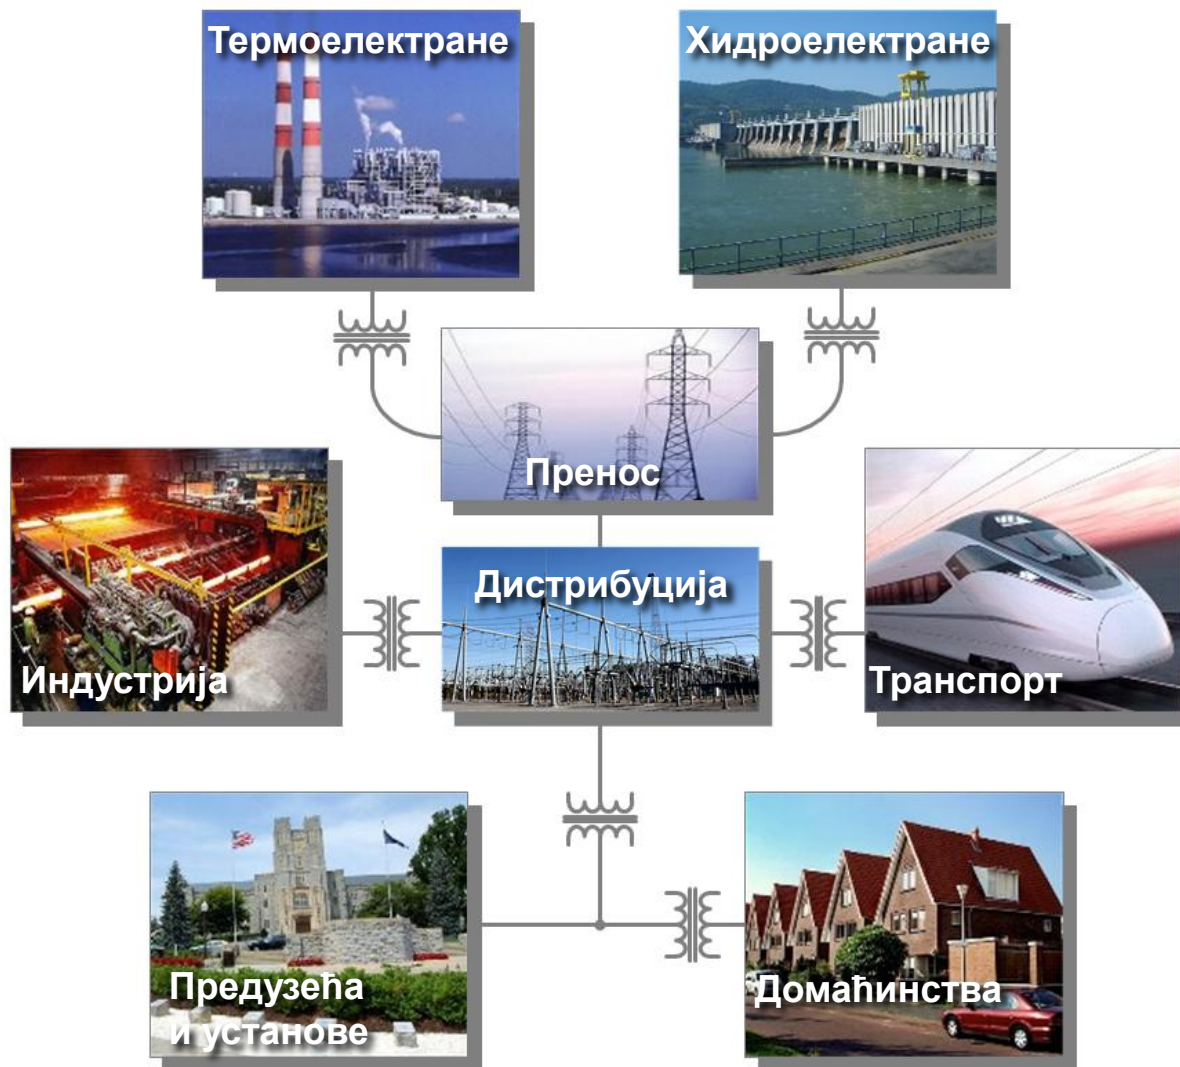 Термоелектране
Хидроелектране
Пренос
Дистрибуција
Индустрија
Транспорт
Предузећа
и установе
Домаћинства